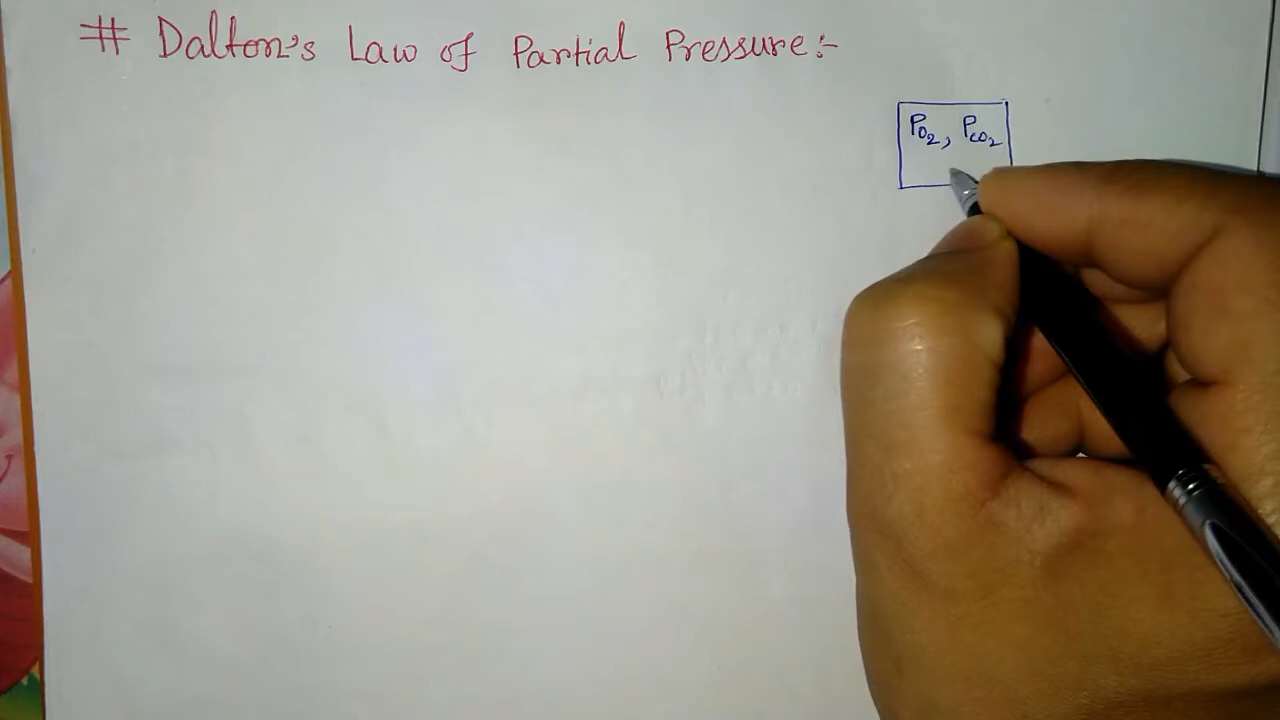 # Dalton's Law of Partial Pressure:-
PO2, PCO2